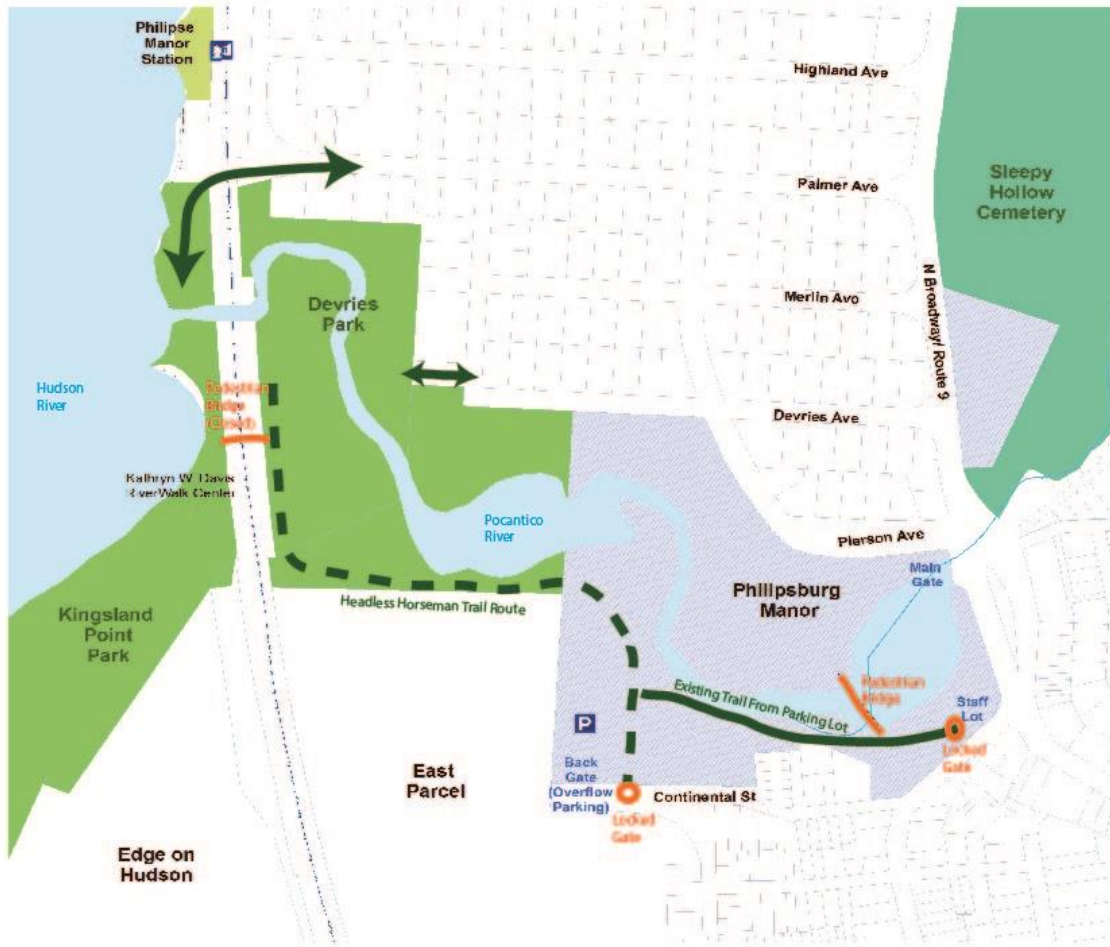 Philipse
Manor
Station
Highland Ave
Palmer Ave
Sleepy
Hollow
Cemetery
Merlin Ave
N Broadway/ Route 9
Devries
Park
Hudson
River
Pedestrian
Bridge
(Closed)
Devries Ave
Kathryn W. Davis
RiverWalk Center
Pocantico
River
Pierson Ave
Main
Gate
Philipsburg
Manor
Headless Horseman Trail Route
Kingsland
Point
Park
Existing Trail From Parking Lot
Pedestrian
Bridge
Staff
Lot
Locked
Gate
P
Back
Gate
(Overflow
Parking)
East
Parcel
Continental St
Locked
Gate
Edge on
Hudson